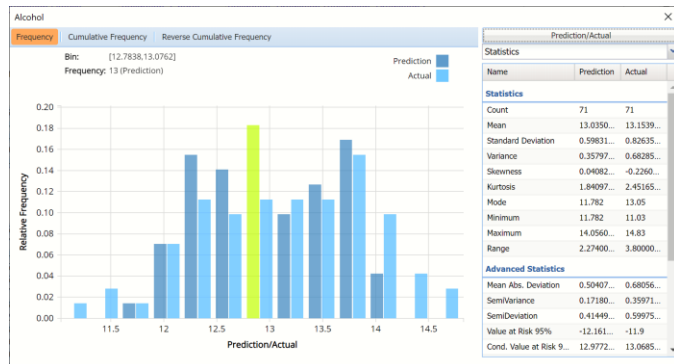 Alcohol
Frequency Cumulative Frequency Reverse Cumulative Frequency
Bin: [12.7838,13.0762]
Frequency: 13 (Prediction)
Prediction
Actual
0.20
0.18
0.16
0.14
0.12
0.10
0.08
0.06
0.04
0.02
0.00
Relative Frequency
11.5 12 12.5 13 13.5 14 14.5
Prediction/Actual
Prediction/Actual
Statistics
Name Prediction Actual
Statistics
Count 71 71
Mean 13.0350... 13.1539...
Standard Deviation 0.59831... 0.82635...
Variance 0.35797... 0.68285...
Skewness 0.04082... -0.2260...
Kurtosis 1.84097... 2.45165...
Mode 11.782 13.05
Minimum 11.782 11.03
Maximum 14.0560... 14.83
Range 2.27400... 3.80000...
Advanced Statistics
Mean Abs. Deviation 0.50407... 0.68056...
SemiVariance 0.17180... 0.35971...
SemiDeviation 0.41449... 0.59975...
Value at Risk 95% -12.161... -11.9
Cond. Value at Risk 9... 12.9772... 13.0685...